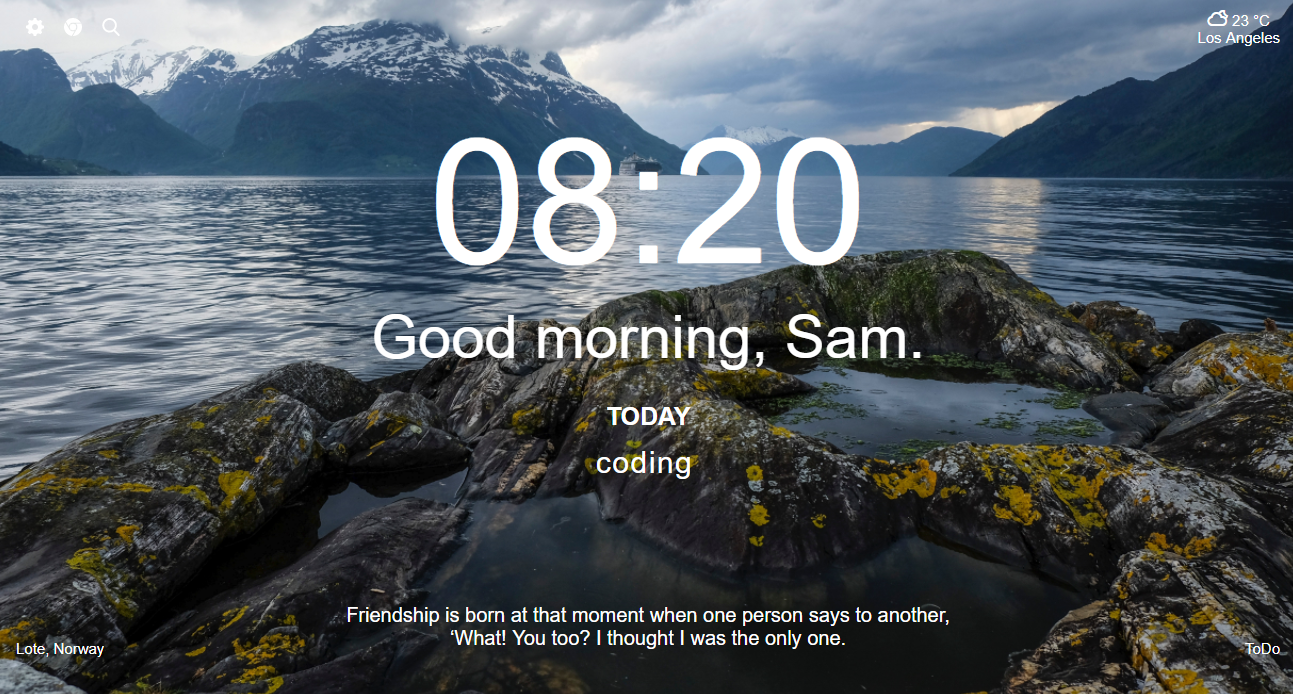 23 °C
Los Angeles
08:20
Good morning, Sam.
TODAY
coding
Friendship is born at that moment when one person says to another,
‘What! You too? I thought I was the only one.
Lote, Norway
ToDo